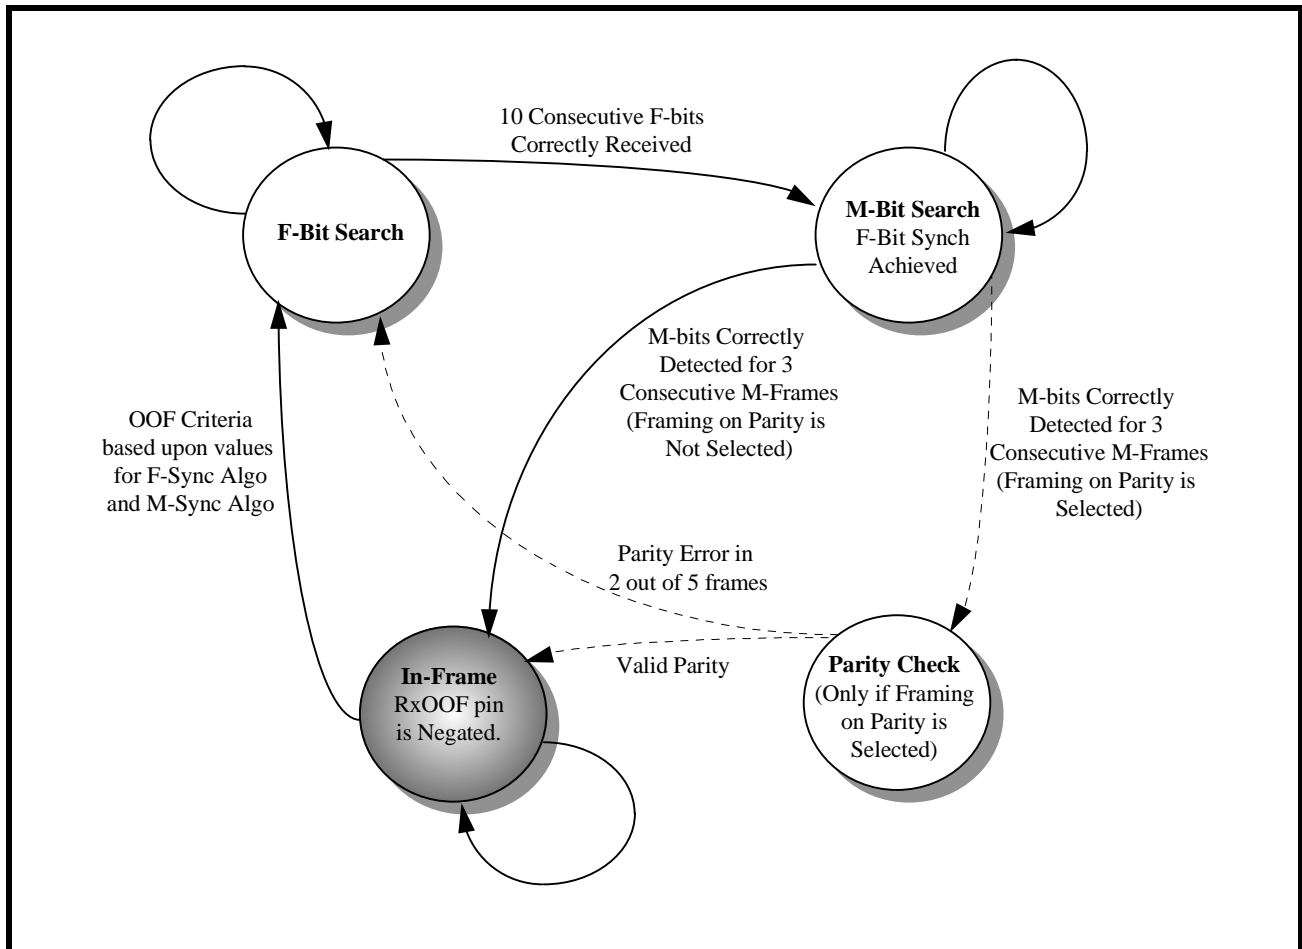 10 Consecutive F-bits
Correctly Received
F-Bit Search
M-Bit Search
F-Bit Synch
Achieved
M-bits Correctly
Detected for 3
Consecutive M-Frames
(Framing on Parity is
Not Selected)
M-bits Correctly
Detected for 3
Consecutive M-Frames
(Framing on Parity is
Selected)
OOF Criteria
based upon values
for F-Sync Algo
and M-Sync Algo
Parity Error in
2 out of 5 frames
Valid Parity
In-Frame
RxOOF pin
is Negated.
Parity Check
(Only if Framing
on Parity is
Selected)